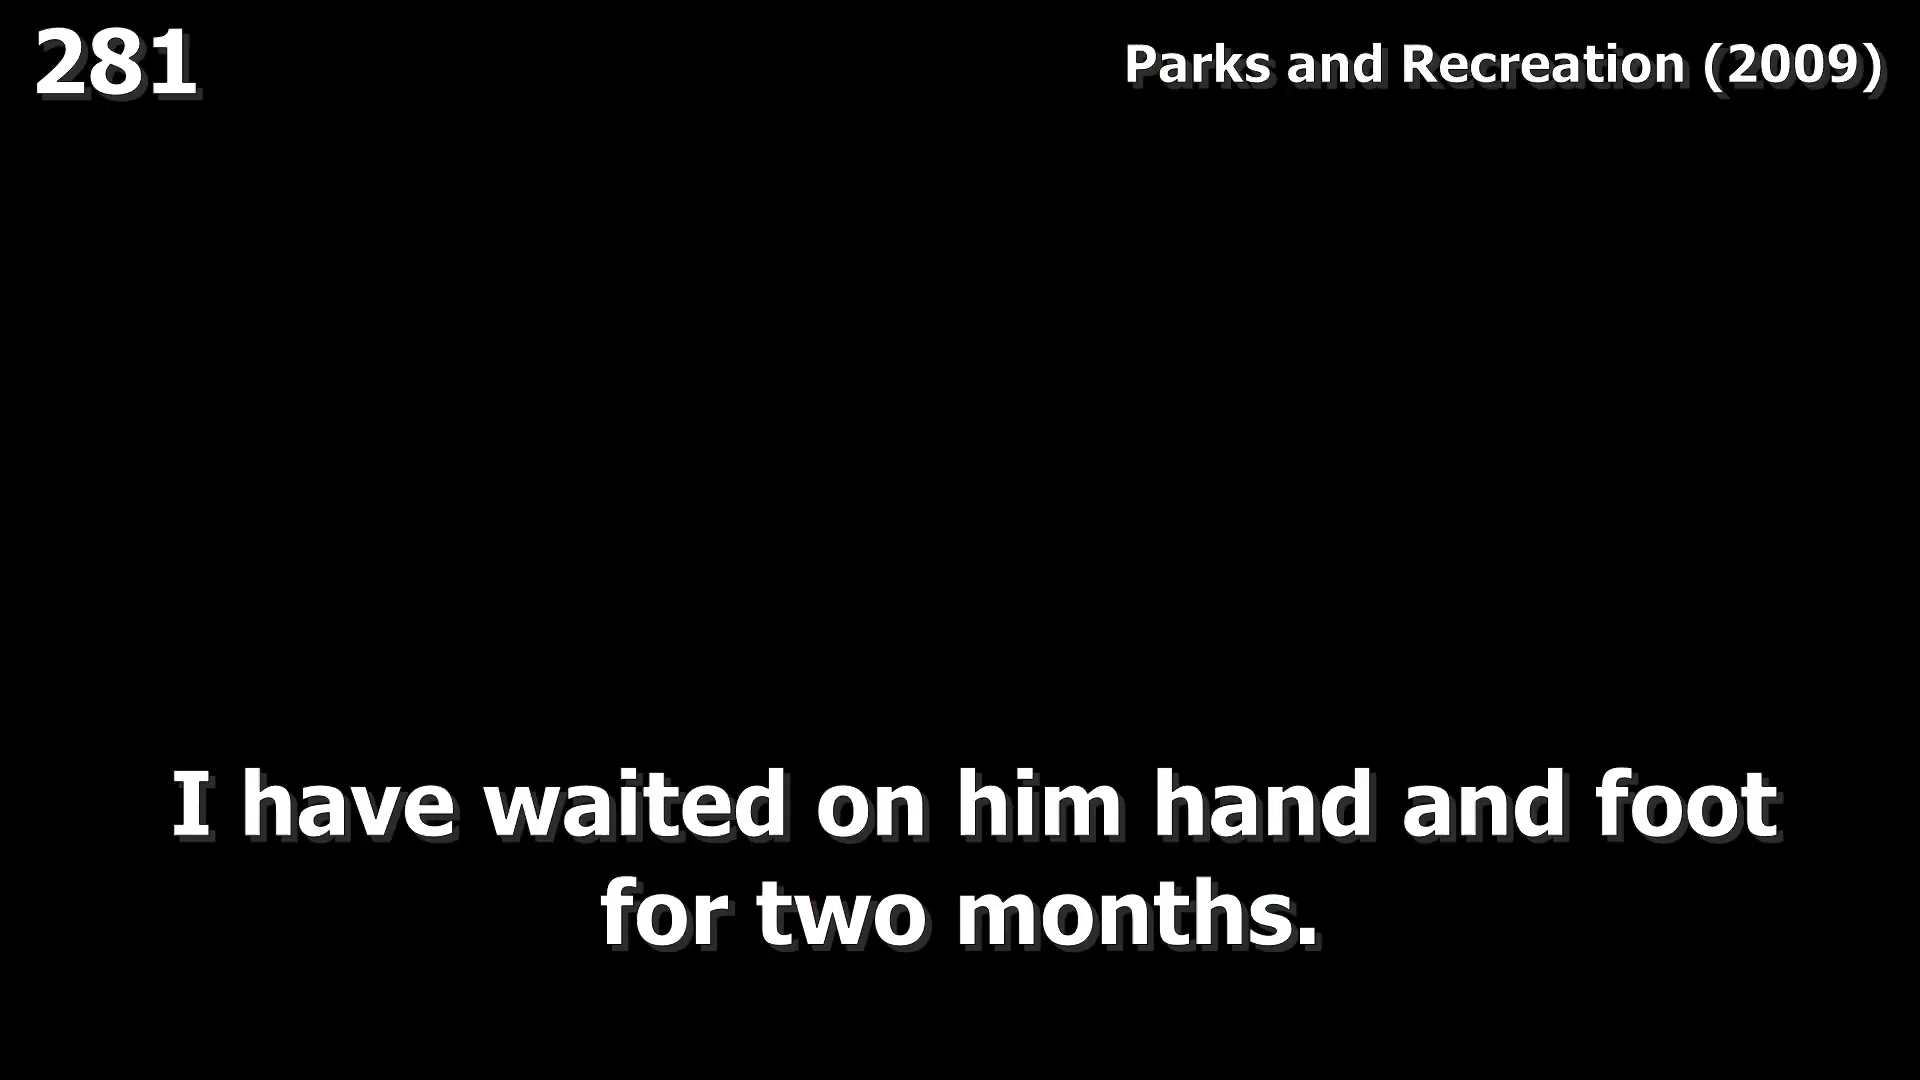 281
Parks and Recreation (2009)
I have waited on him hand and foot
for two months.